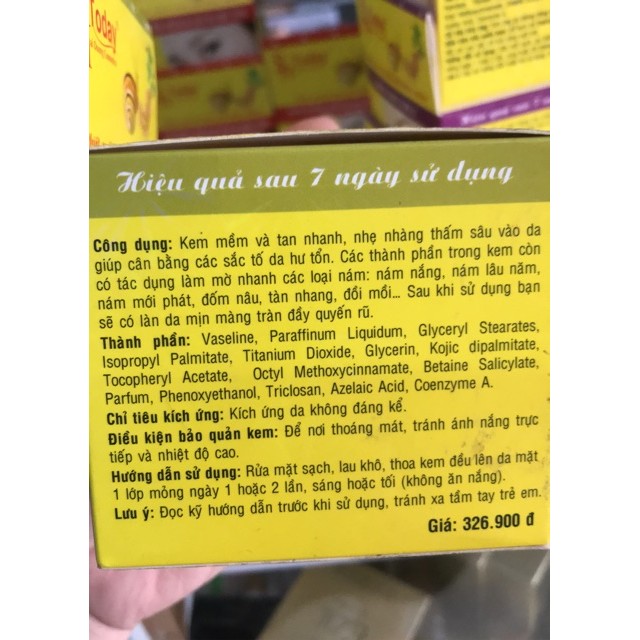 Today
Hiệu quả sau 7 ngày sử dụng
Công dụng: Kem mềm và tan nhanh, nhẹ nhàng thấm sâu vào da
giúp cân bằng các sắc tố da hư tổn. Các thành phần trong kem còn
có tác dụng làm mờ nhanh các loại nám: nám nắng, nám lâu năm,
nám mới phát, đốm nâu, tàn nhang, đồi mồi... Sau khi sử dụng bạn
sẽ có làn da mịn màng tràn đầy quyến rũ.
Thành phần: Vaseline, Paraffinum Liquidum, Glyceryl Stearates,
Isopropyl Palmitate, Titanium Dioxide, Glycerin, Kojic dipalmitate,
Tocopheryl Acetate, Octyl Methoxycinnamate, Betaine Salicylate,
Parfum, Phenoxyethanol, Triclosan, Azelaic Acid, Coenzyme A.
Chỉ tiêu kích ứng: Kích ứng da không đáng kể.
Điều kiện bảo quản kem: Để nơi thoáng mát, tránh ánh nắng trực
tiếp và nhiệt độ cao.
Hướng dẫn sử dụng: Rửa mặt sạch, lau khô, thoa kem đều lên da mặt
1 lớp mỏng ngày 1 hoặc 2 lần, sáng hoặc tối (không ăn nắng).
Lưu ý: Đọc kỹ hướng dẫn trước khi sử dụng, tránh xa tầm tay trẻ em.
Giá: 326.900 đ